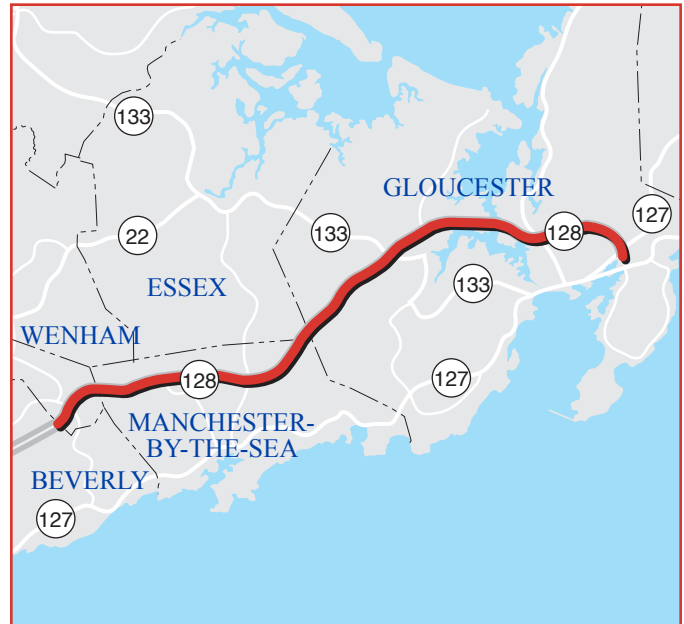 133
GLOUCESTER
127
22
133
128
ESSEX
133
WENHAM
128
127
MANCHESTER-
BY-THE-SEA
BEVERLY
127